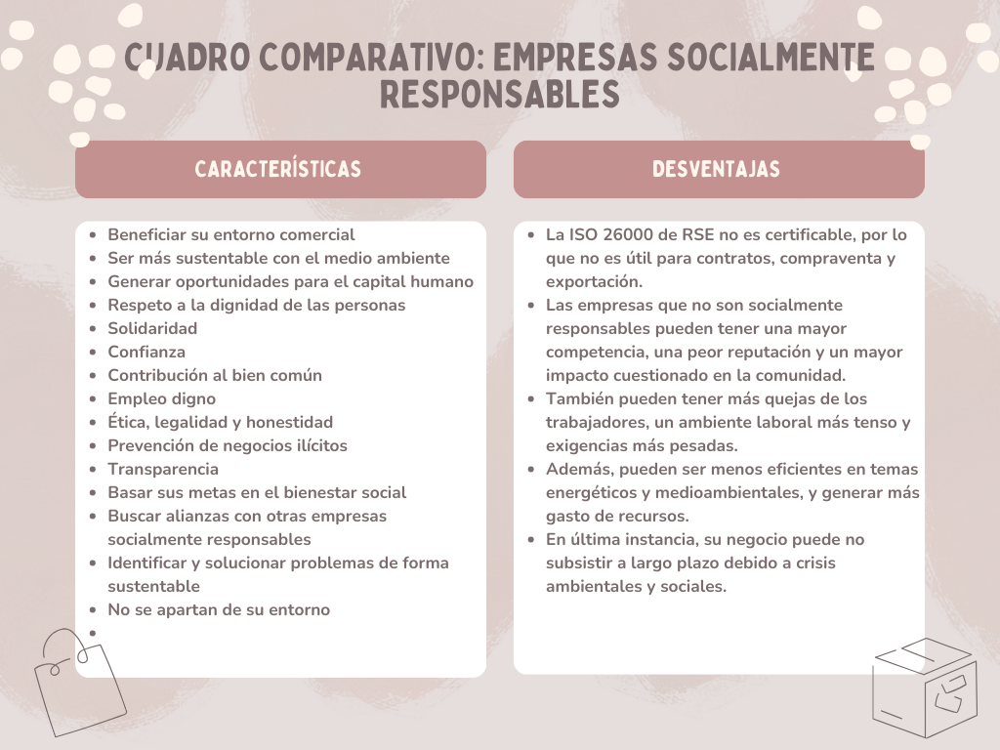 CUADRO COMPARATIVO: EMPRESAS SOCIALMENTE
RESPONSABLES
CARACTERÍSTICAS
• Beneficiar su entorno comercial
• Ser más sustentable con el medio ambiente
• Generar oportunidades para el capital humano
• Respeto a la dignidad de las personas
• Solidaridad
• Confianza
• Contribución al bien común
• Empleo digno
• Ética, legalidad y honestidad
• Prevención de negocios ilícitos
• Transparencia
• Basar sus metas en el bienestar social
• Buscar alianzas con otras empresas
socialmente responsables
• Identificar y solucionar problemas de forma
sustentable
• No se apartan de su entorno
•
DESVENTAJAS
• La ISO 26000 de RSE no es certificable, por lo
que no es útil para contratos, compraventa y
exportación.
• Las empresas que no son socialmente
responsables pueden tener una mayor
competencia, una peor reputación y un mayor
impacto cuestionado en la comunidad.
• También pueden tener más quejas de los
trabajadores, un ambiente laboral más tenso y
exigencias más pesadas.
• Además, pueden ser menos eficientes en temas
energéticos y medioambientales, y generar más
gasto de recursos.
• En última instancia, su negocio puede no
subsistir a largo plazo debido a crisis
ambientales y sociales.